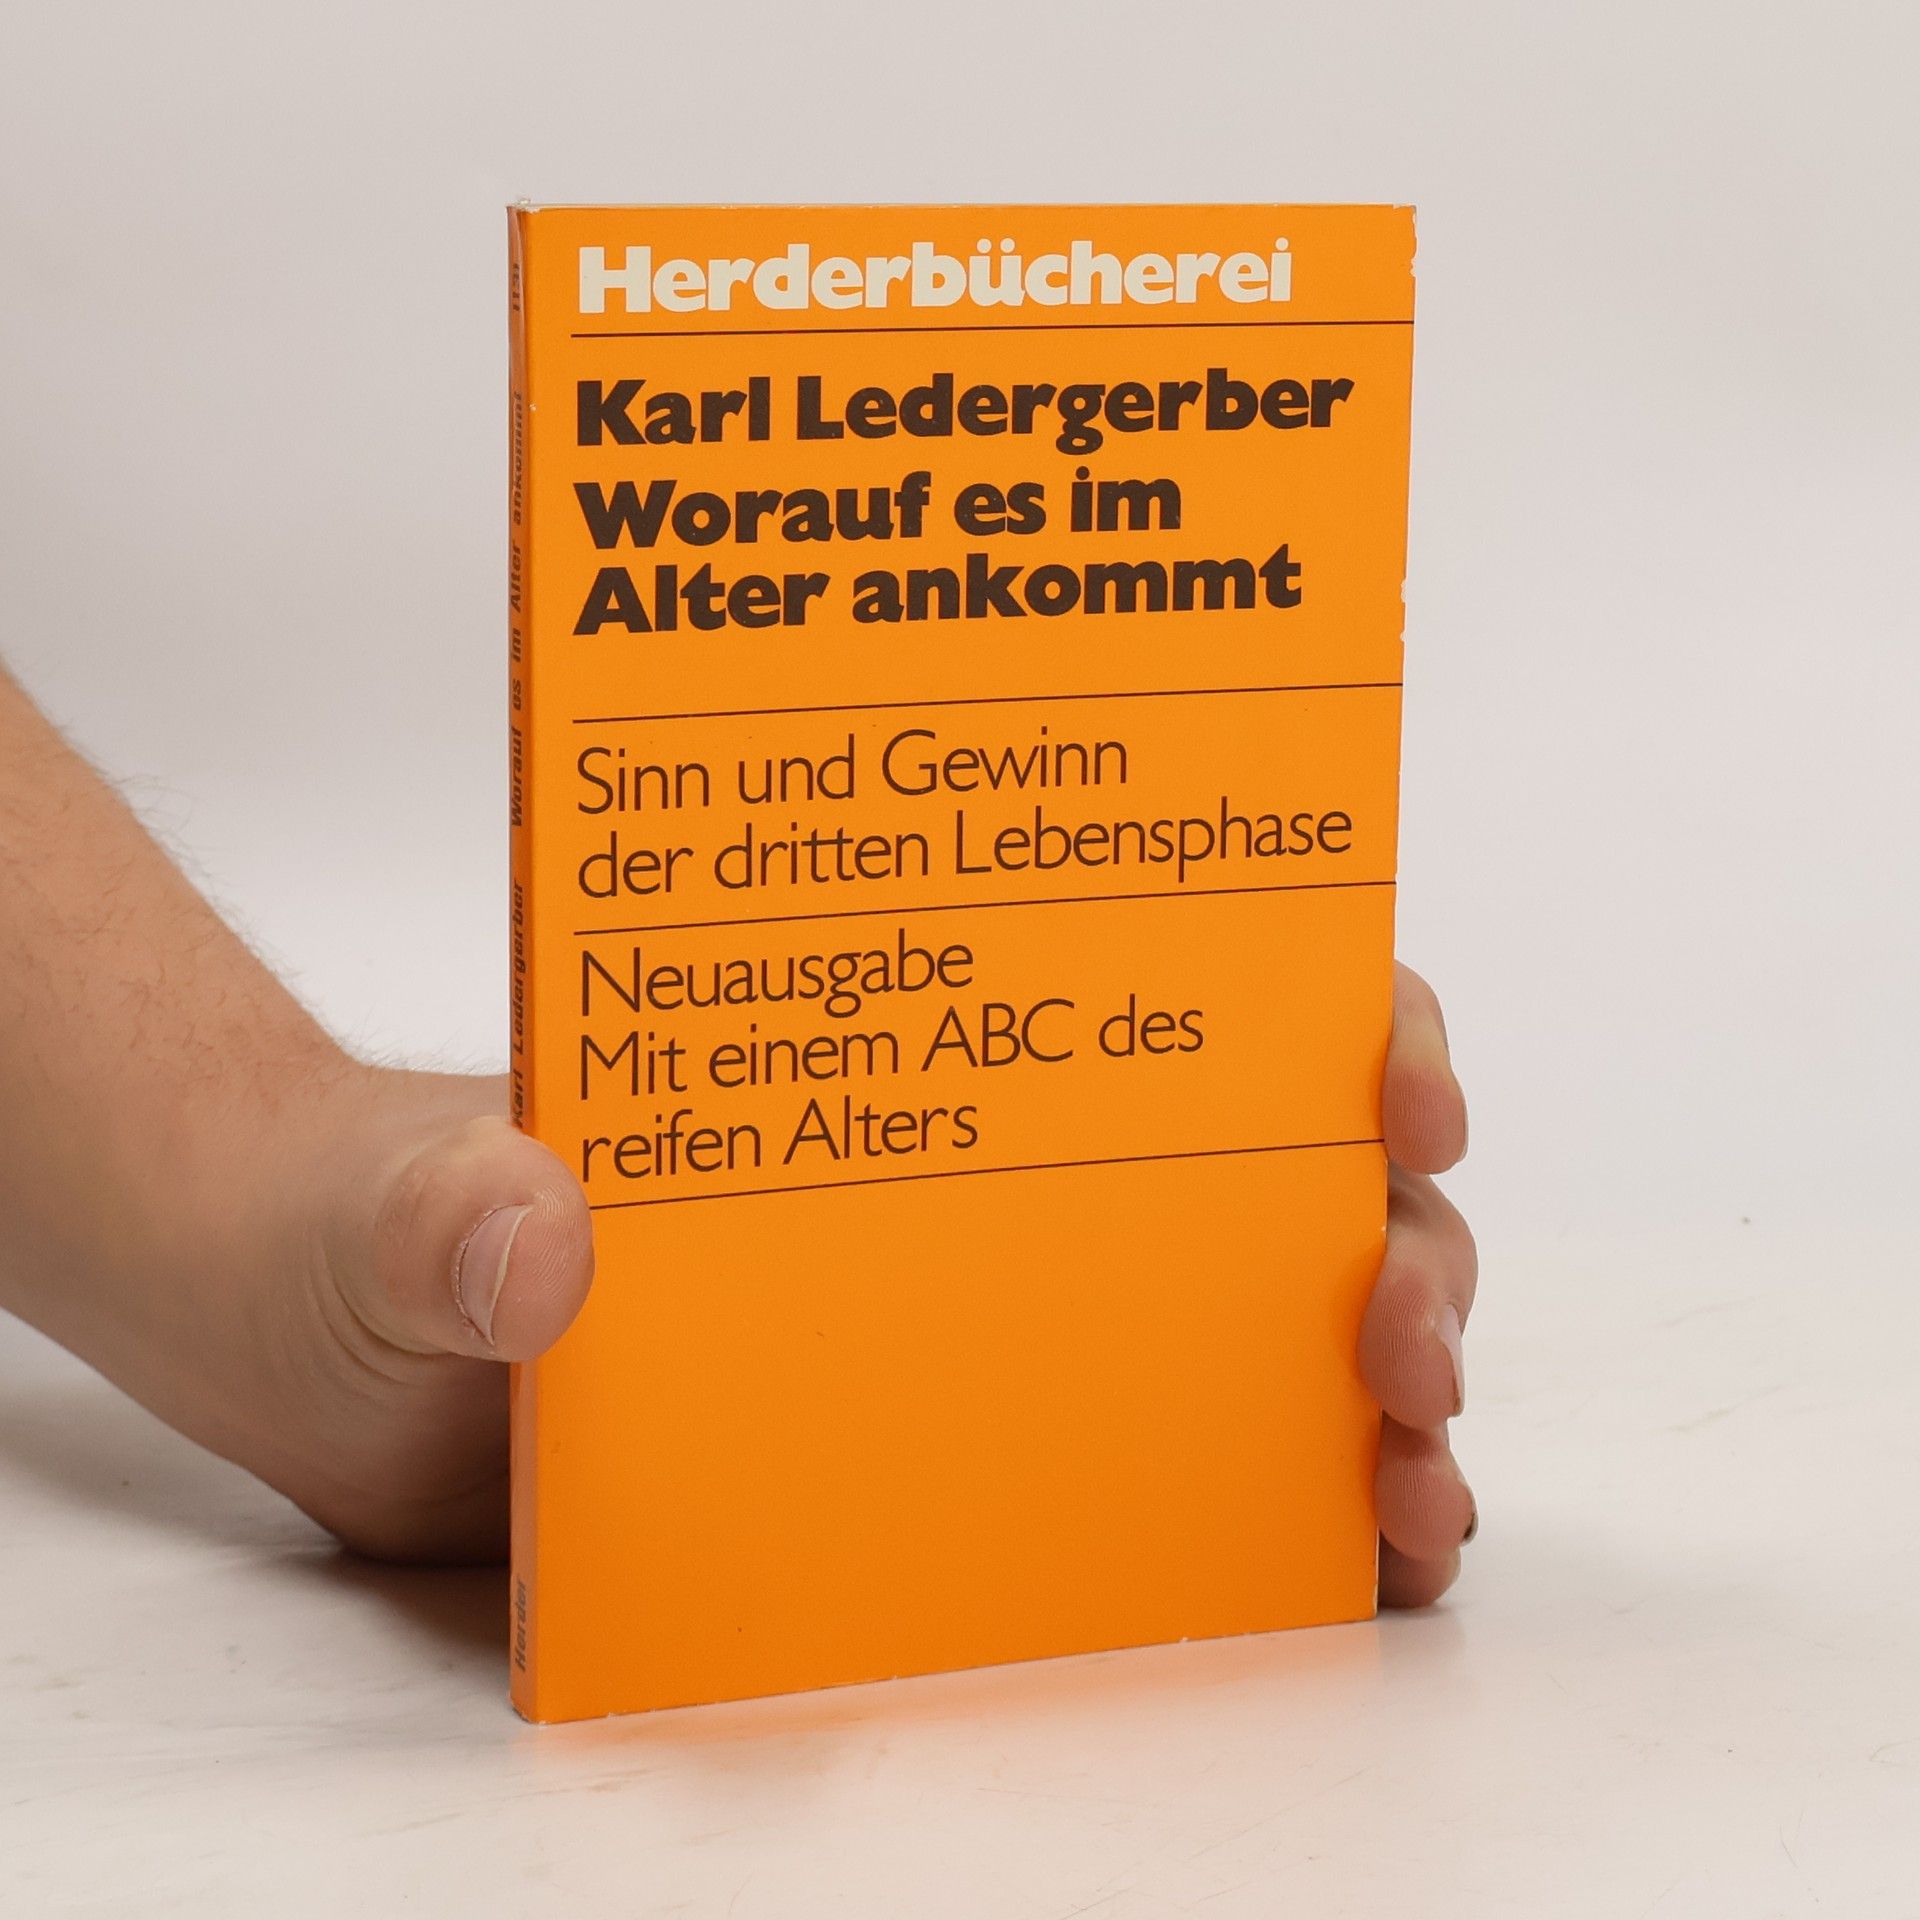 Herderbücherei
Karl Ledergerber
Worauf es im
Alter ankommt
Sinn und Gewinn
der dritten Lebensphase
Neuausgabe
Mit einem ABC des
reifen Alters
Karl Ledergerber Worauf es im Alter ankommt
Herder